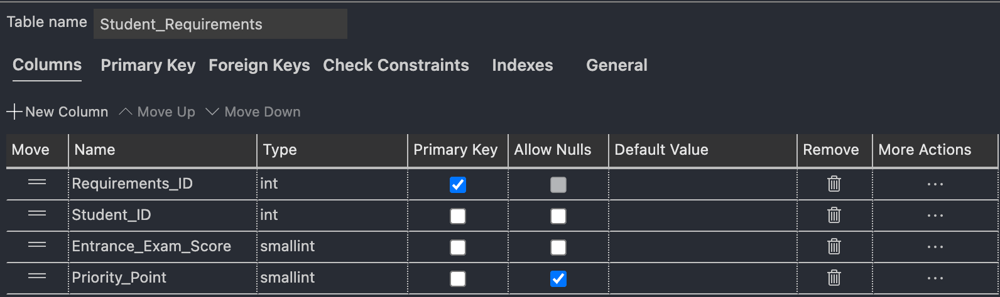 Table name Student_Requirements
Columns Primary Key Foreign Keys Check Constraints Indexes General
New Column Move Up Move Down
Move Name Type Primary Key Allow Nulls Default Value Remove More Actions
Requirements_ID int ...
Student_ID int ...
Entrance_Exam_Score smallint ...
Priority_Point smallint ...